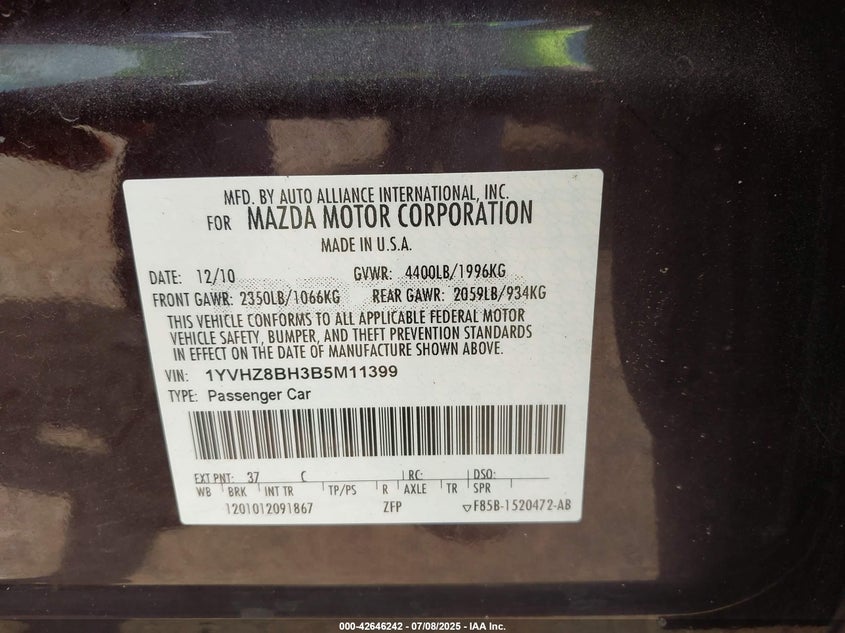 MFD. BY AUTO ALLIANCE INTERNATIONAL, INC.
FOR MAZDA MOTOR CORPORATION
MADE IN U.S.A.
DATE: 12/10 GVWR: 4400LB/1996KG
FRONT GAWR: 2350LB/1066KG REAR GAWR: 2059LB/934KG
THIS VEHICLE CONFORMS TO ALL APPLICABLE FEDERAL MOTOR
VEHICLE SAFETY, BUMPER, AND THEFT PREVENTION STANDARDS
IN EFFECT ON THE DATE OF MANUFACTURE SHOWN ABOVE.
VIN: 1YVHZ8BH3B5M11399
TYPE: Passenger Car
EXT PNT: 37 C RC: DSO:
WB BRK INT TR TP/PS R AXLE TR SPR
1201012091867 ZFP F85B-1520472-AB
000-42646242 - 07/08/2025 - IAA Inc.